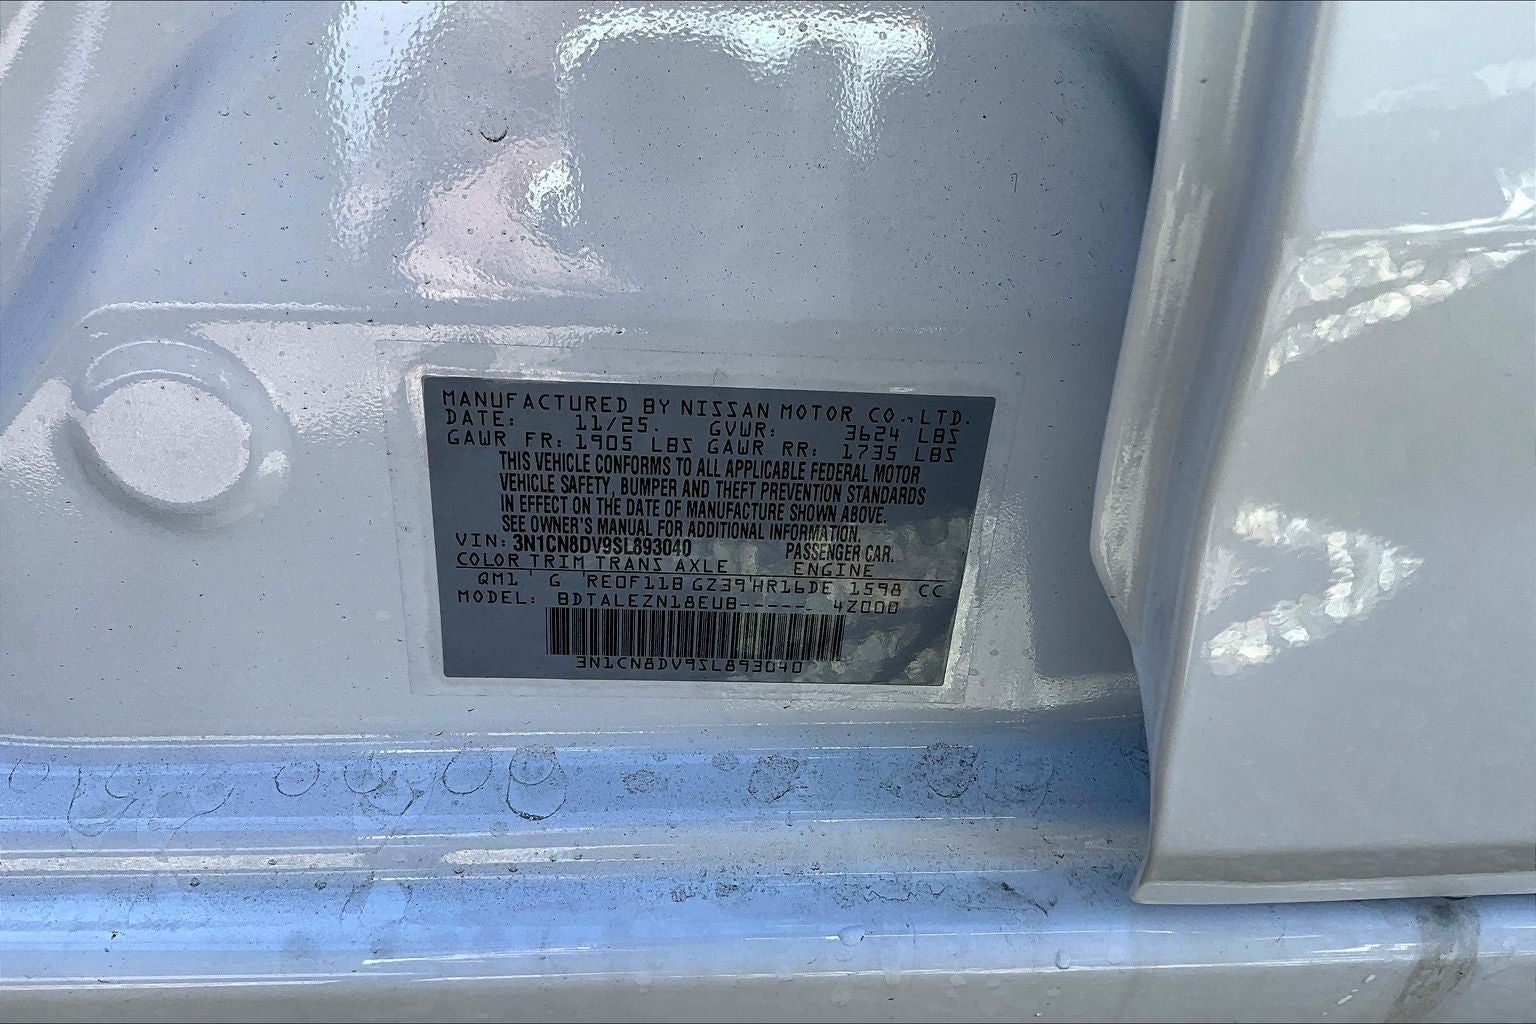 MANUFACTURED BY NISSAN MOTOR CO.,LTD.
DATE: 11/25. GVWR: 3624 LBS
GAWR FR: 1905 LBS GAWR RR: 1735 LBS
THIS VEHICLE CONFORMS TO ALL APPLICABLE FEDERAL MOTOR
VEHICLE SAFETY, BUMPER AND THEFT PREVENTION STANDARDS
IN EFFECT ON THE DATE OF MANUFACTURE SHOWN ABOVE.
SEE OWNER'S MANUAL FOR ADDITIONAL INFORMATION.
VIN: 3N1CN8DV9SL893040 PASSENGER CAR.
COLOR TRIM TRANS AXLE ENGINE
QM1 G RE0F11B GZ39 HR16DE 1598 CC
MODEL: BDTALEZN18EUB----- 4Z000
3N1CN8DV9SL893040